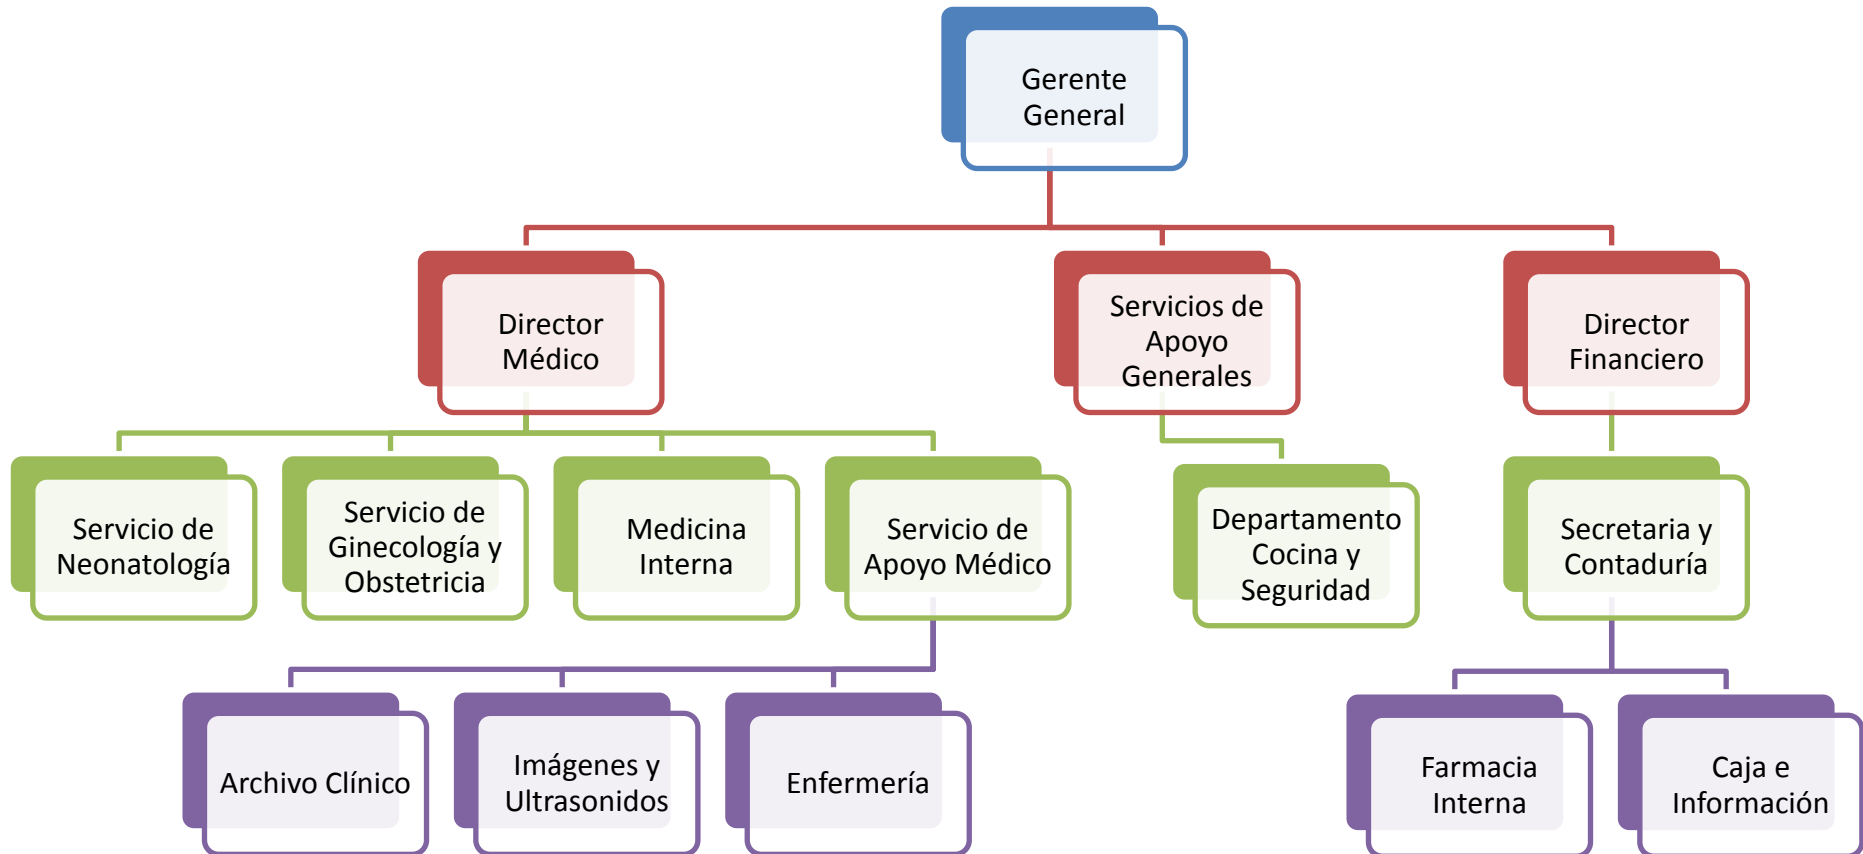 Gerente
General
Director
Médico
Servicios de
Apoyo
Generales
Director
Financiero
Servicio de
Neonatología
Servicio de
Ginecología y
Obstetricia
Medicina
Interna
Servicio de
Apoyo Médico
Departamento
Cocina y
Seguridad
Secretaria y
Contaduría
Archivo Clínico
Imágenes y
Ultrasonidos
Enfermería
Farmacia
Interna
Caja e
Información